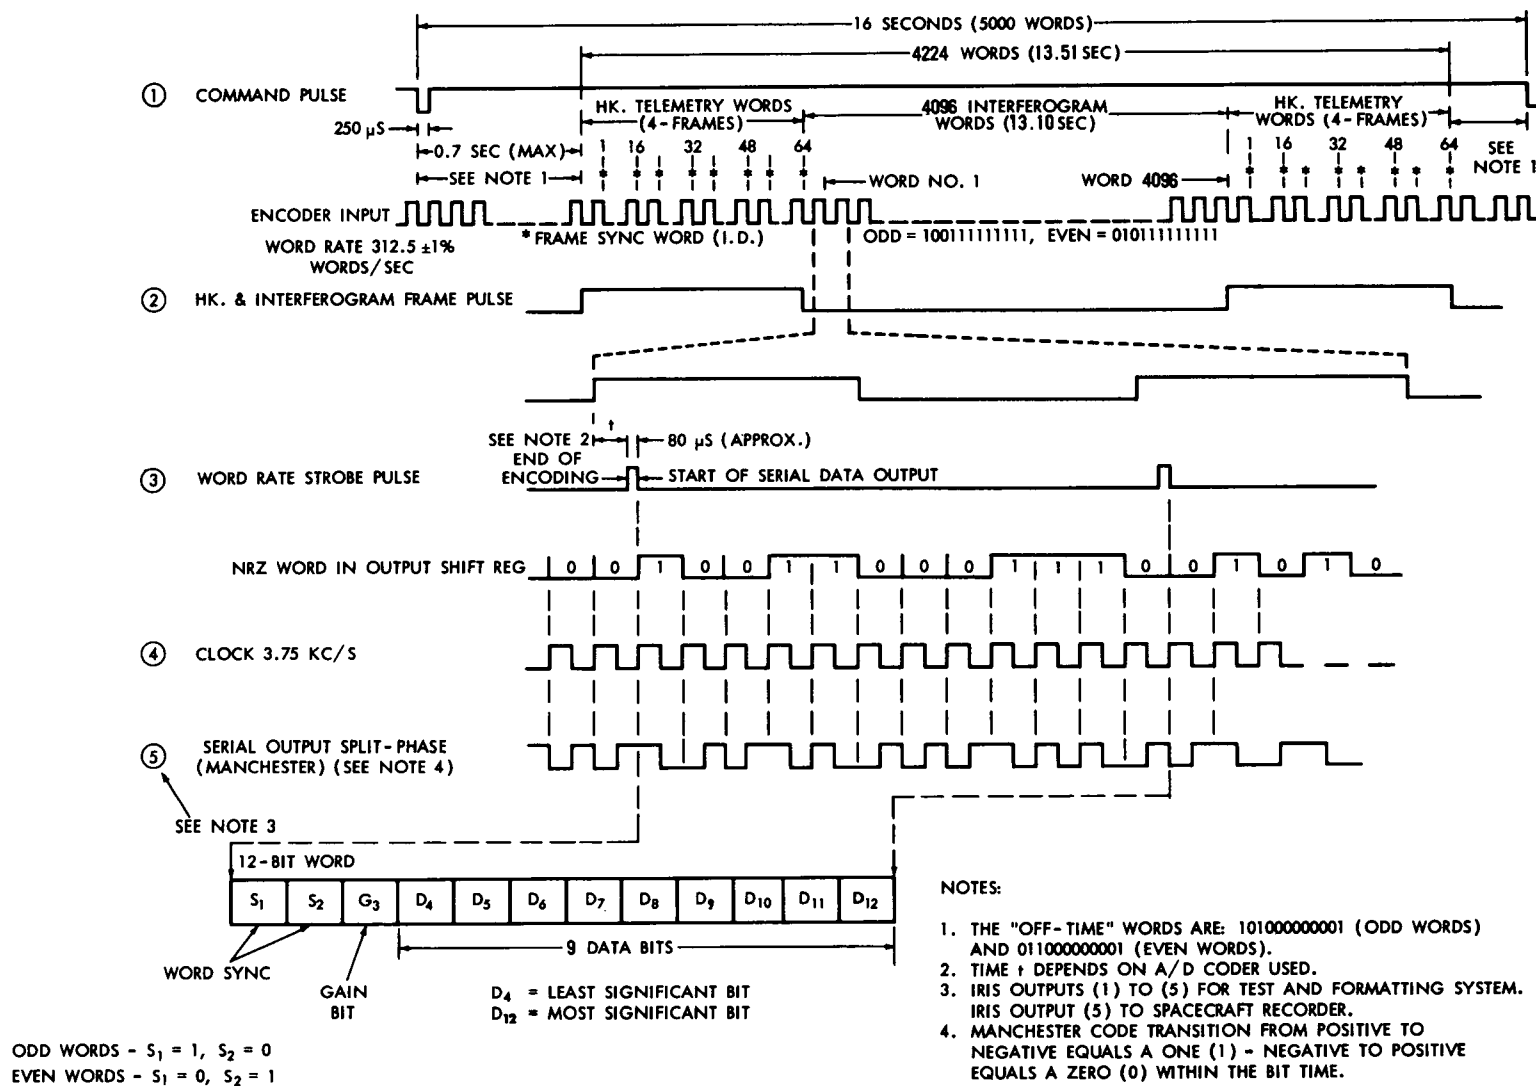 16 SECONDS (5000 WORDS)
4224 WORDS (13.51 SEC)
① COMMAND PULSE
HK. TELEMETRY WORDS
(4-FRAMES)
4096 INTERFEROGRAM
WORDS (13.10 SEC)
HK. TELEMETRY
WORDS (4-FRAMES)
250 μS
0.7 SEC (MAX)
1 16 32 48 64
1 16 32 48 64
SEE
NOTE 1
SEE NOTE 1
* * * * * * * *
WORD NO. 1
WORD 4096
* * * * * * * *
ENCODER INPUT
* FRAME SYNC WORD (I.D.)
ODD = 100111111111, EVEN = 010111111111
WORD RATE 312.5 ±1%
WORDS/SEC
② HK. & INTERFEROGRAM FRAME PULSE
t
SEE NOTE 2
80 μS (APPROX.)
END OF
ENCODING
START OF SERIAL DATA OUTPUT
③ WORD RATE STROBE PULSE
NRZ WORD IN OUTPUT SHIFT REG
0 0 1 0 0 1 1 0 0 0 1 1 1 0 0 1 0 1 0
④ CLOCK 3.75 KC/S
⑤ SERIAL OUTPUT SPLIT-PHASE
(MANCHESTER) (SEE NOTE 4)
SEE NOTE 3
12-BIT WORD
S1 S2 G3 D4 D5 D6 D7 D8 D9 D10 D11 D12
9 DATA BITS
WORD SYNC
GAIN
BIT
D4 = LEAST SIGNIFICANT BIT
D12 = MOST SIGNIFICANT BIT
ODD WORDS - S1 = 1, S2 = 0
EVEN WORDS - S1 = 0, S2 = 1
NOTES:
1. THE "OFF-TIME" WORDS ARE: 101000000001 (ODD WORDS)
AND 011000000001 (EVEN WORDS).
2. TIME t DEPENDS ON A/D CODER USED.
3. IRIS OUTPUTS (1) TO (5) FOR TEST AND FORMATTING SYSTEM.
IRIS OUTPUT (5) TO SPACECRAFT RECORDER.
4. MANCHESTER CODE TRANSITION FROM POSITIVE TO
NEGATIVE EQUALS A ONE (1) - NEGATIVE TO POSITIVE
EQUALS A ZERO (0) WITHIN THE BIT TIME.